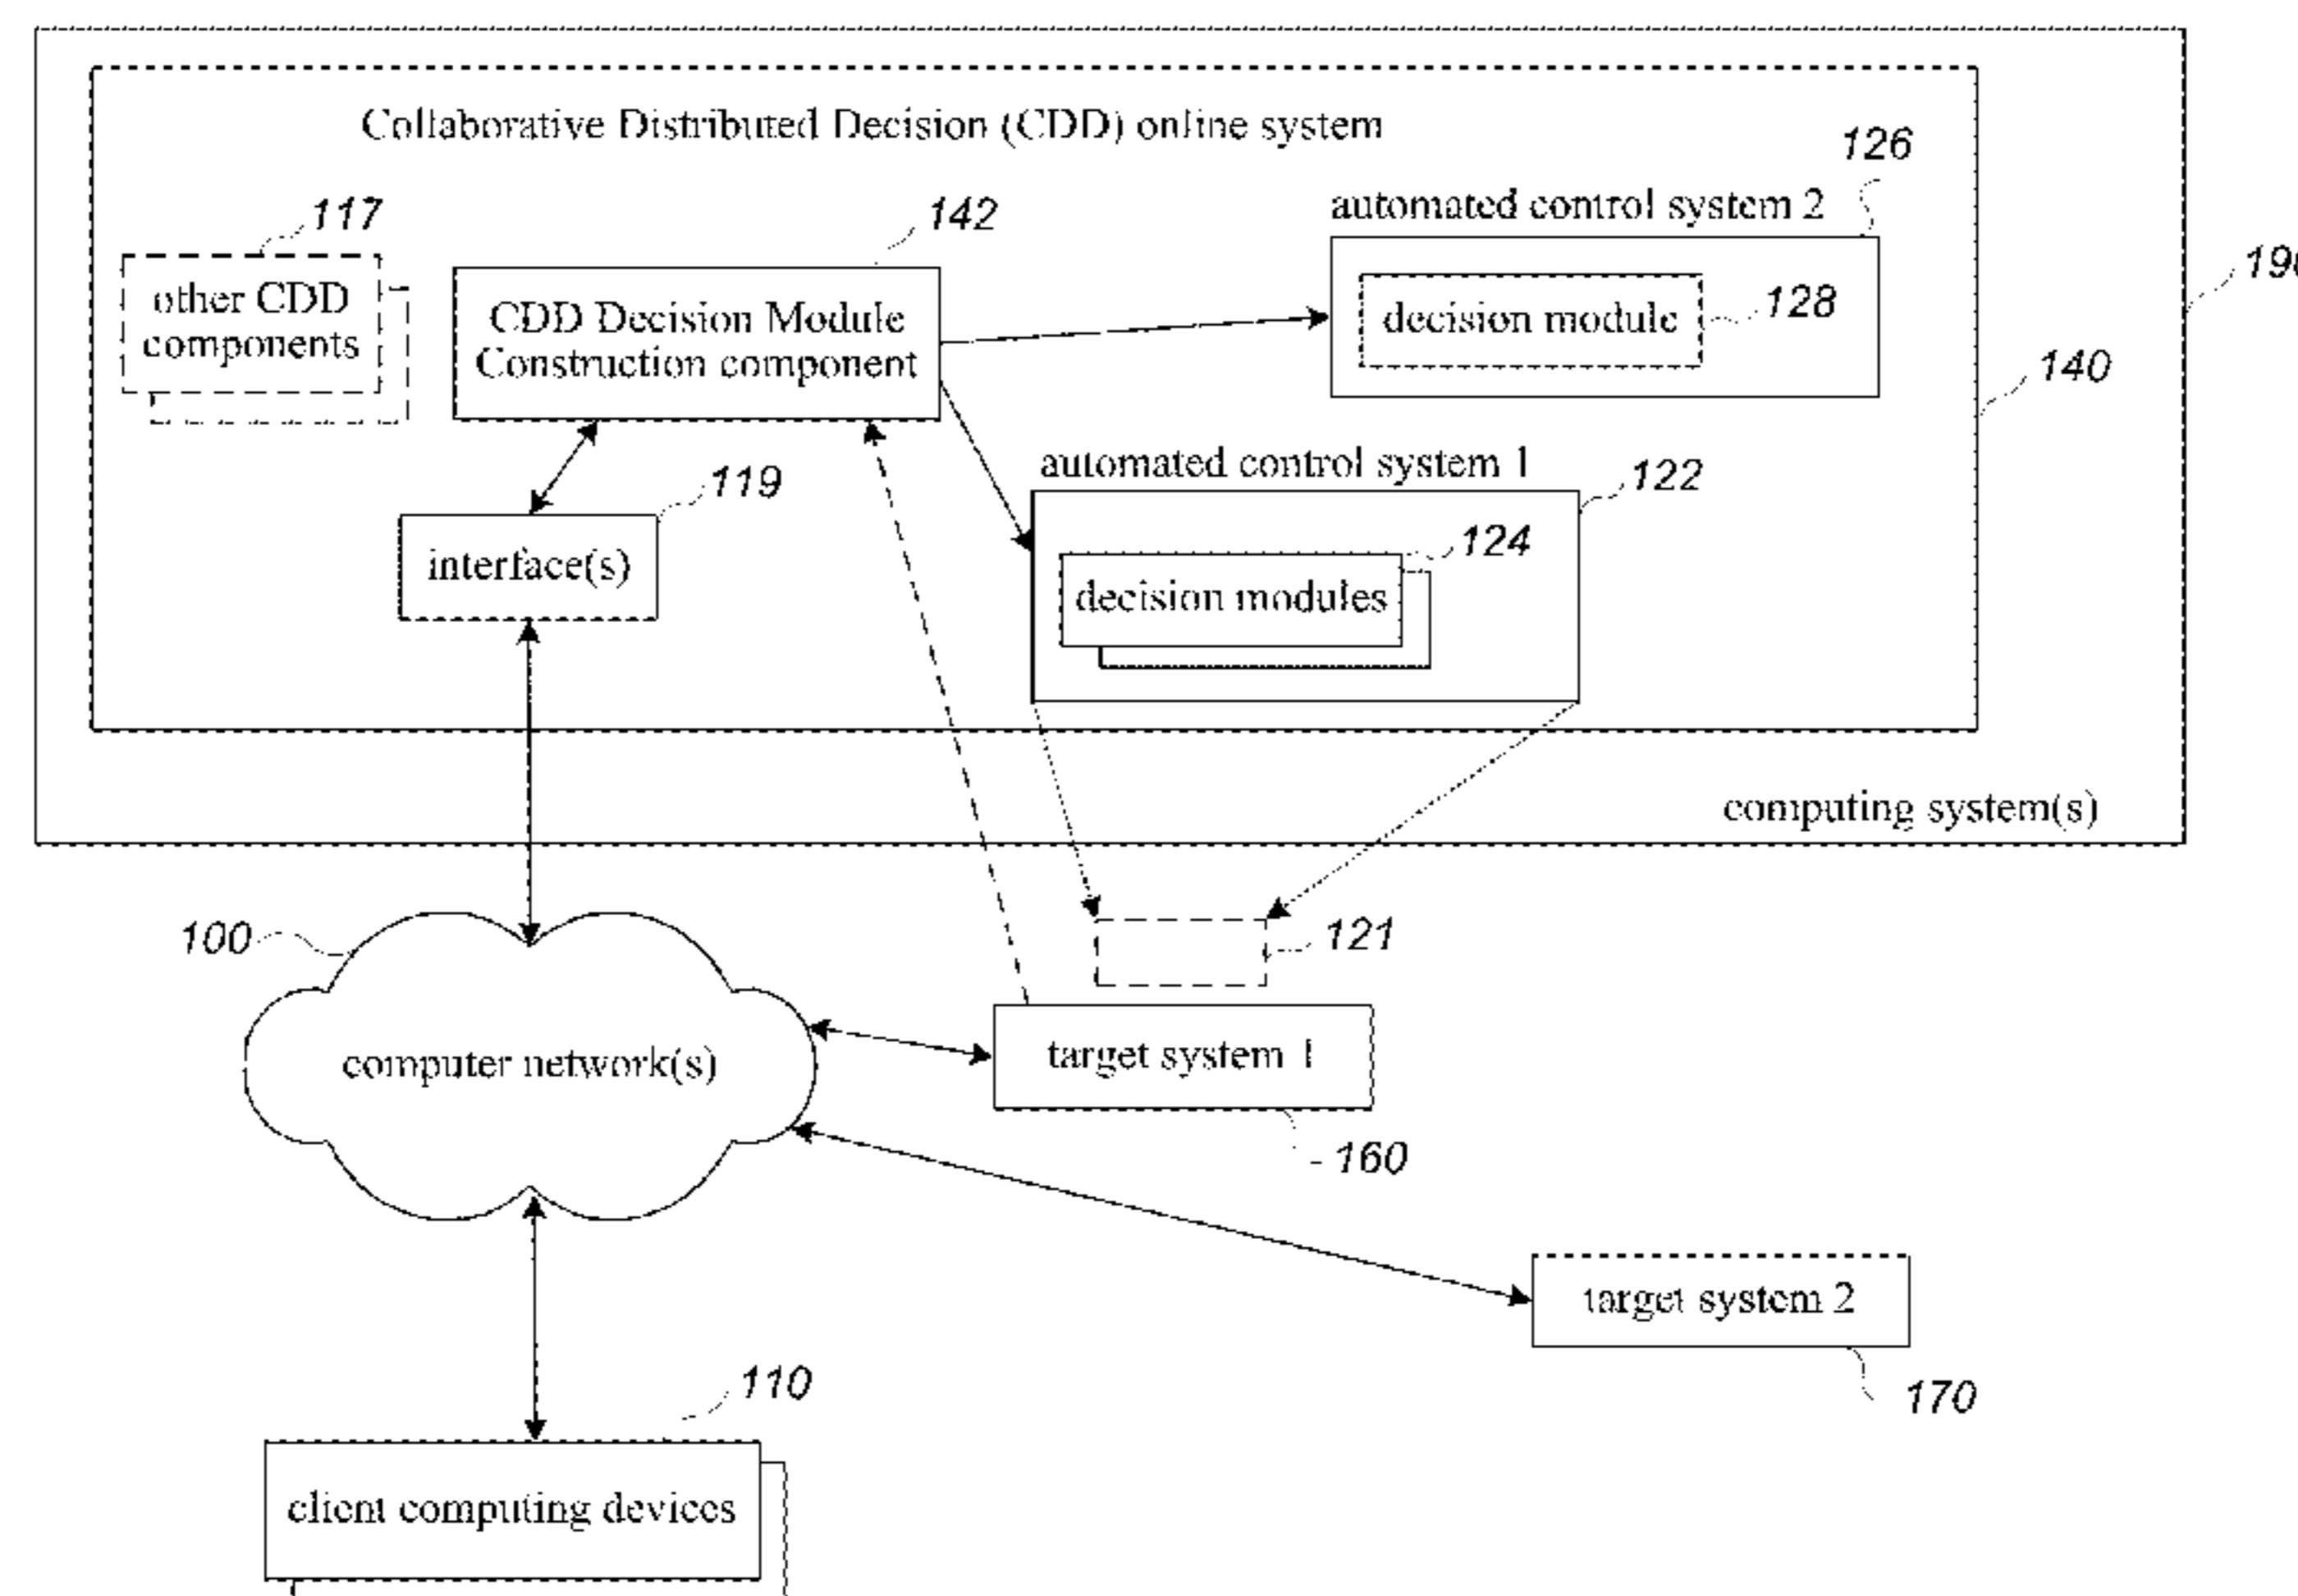 Collaborative Distributed Decision (CDD) online system
126
automated control system 2
117
142
190
other CDD
components
CDD Decision Module
Construction component
decision module
128
140
automated control system 1
122
119
interface(s)
124
decision modules
computing system(s)
100
121
computer network(s)
target system 1
160
target system 2
170
110
client computing devices